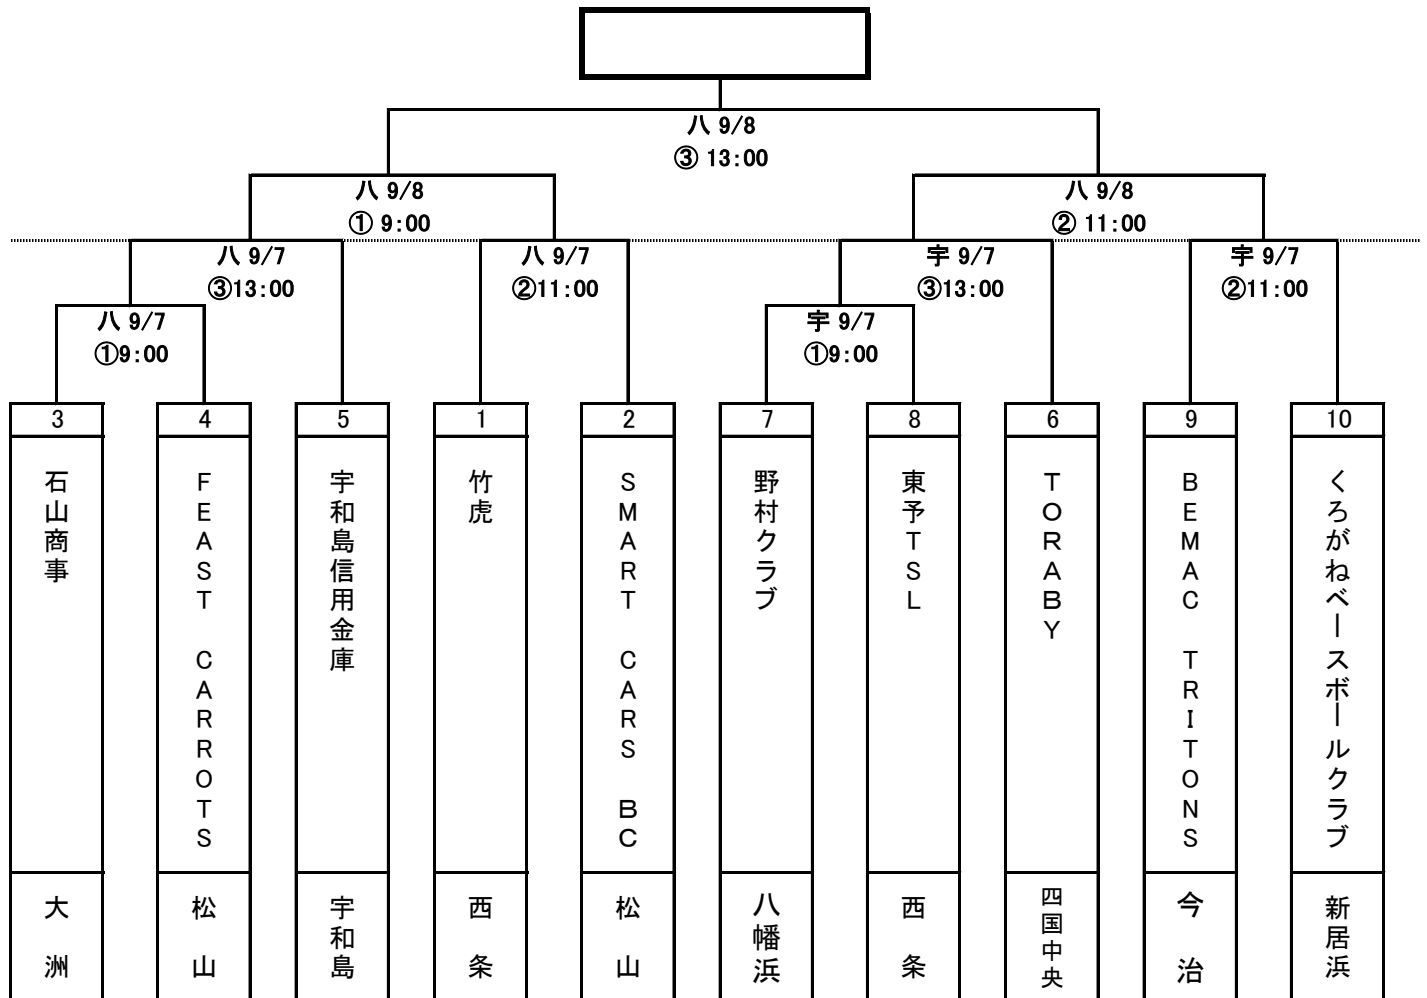 八 9/8
③ 13:00
八 9/8
① 9:00
八 9/8
② 11:00
八 9/7
③13:00
八 9/7
②11:00
宇 9/7
③13:00
宇 9/7
②11:00
八 9/7
①9:00
宇 9/7
①9:00
3
4
5
1
2
7
8
6
9
10
石山商事
FEAST CARROTS
宇和島信用金庫
竹虎
SMART CARS BC
野村クラブ
東予TSL
TORABY
BEMAC TRITONS
くろがねベースボールクラブ
大洲
松山
宇和島
西条
松山
八幡浜
西条
四国中央
今治
新居浜